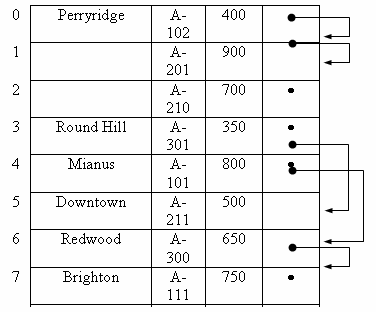 0 Perryridge A-102 400
1 A-201 900
2 A-210 700
3 Round Hill A-301 350
4 Mianus A-101 800
5 Downtown A-211 500
6 Redwood A-300 650
7 Brighton A-111 750